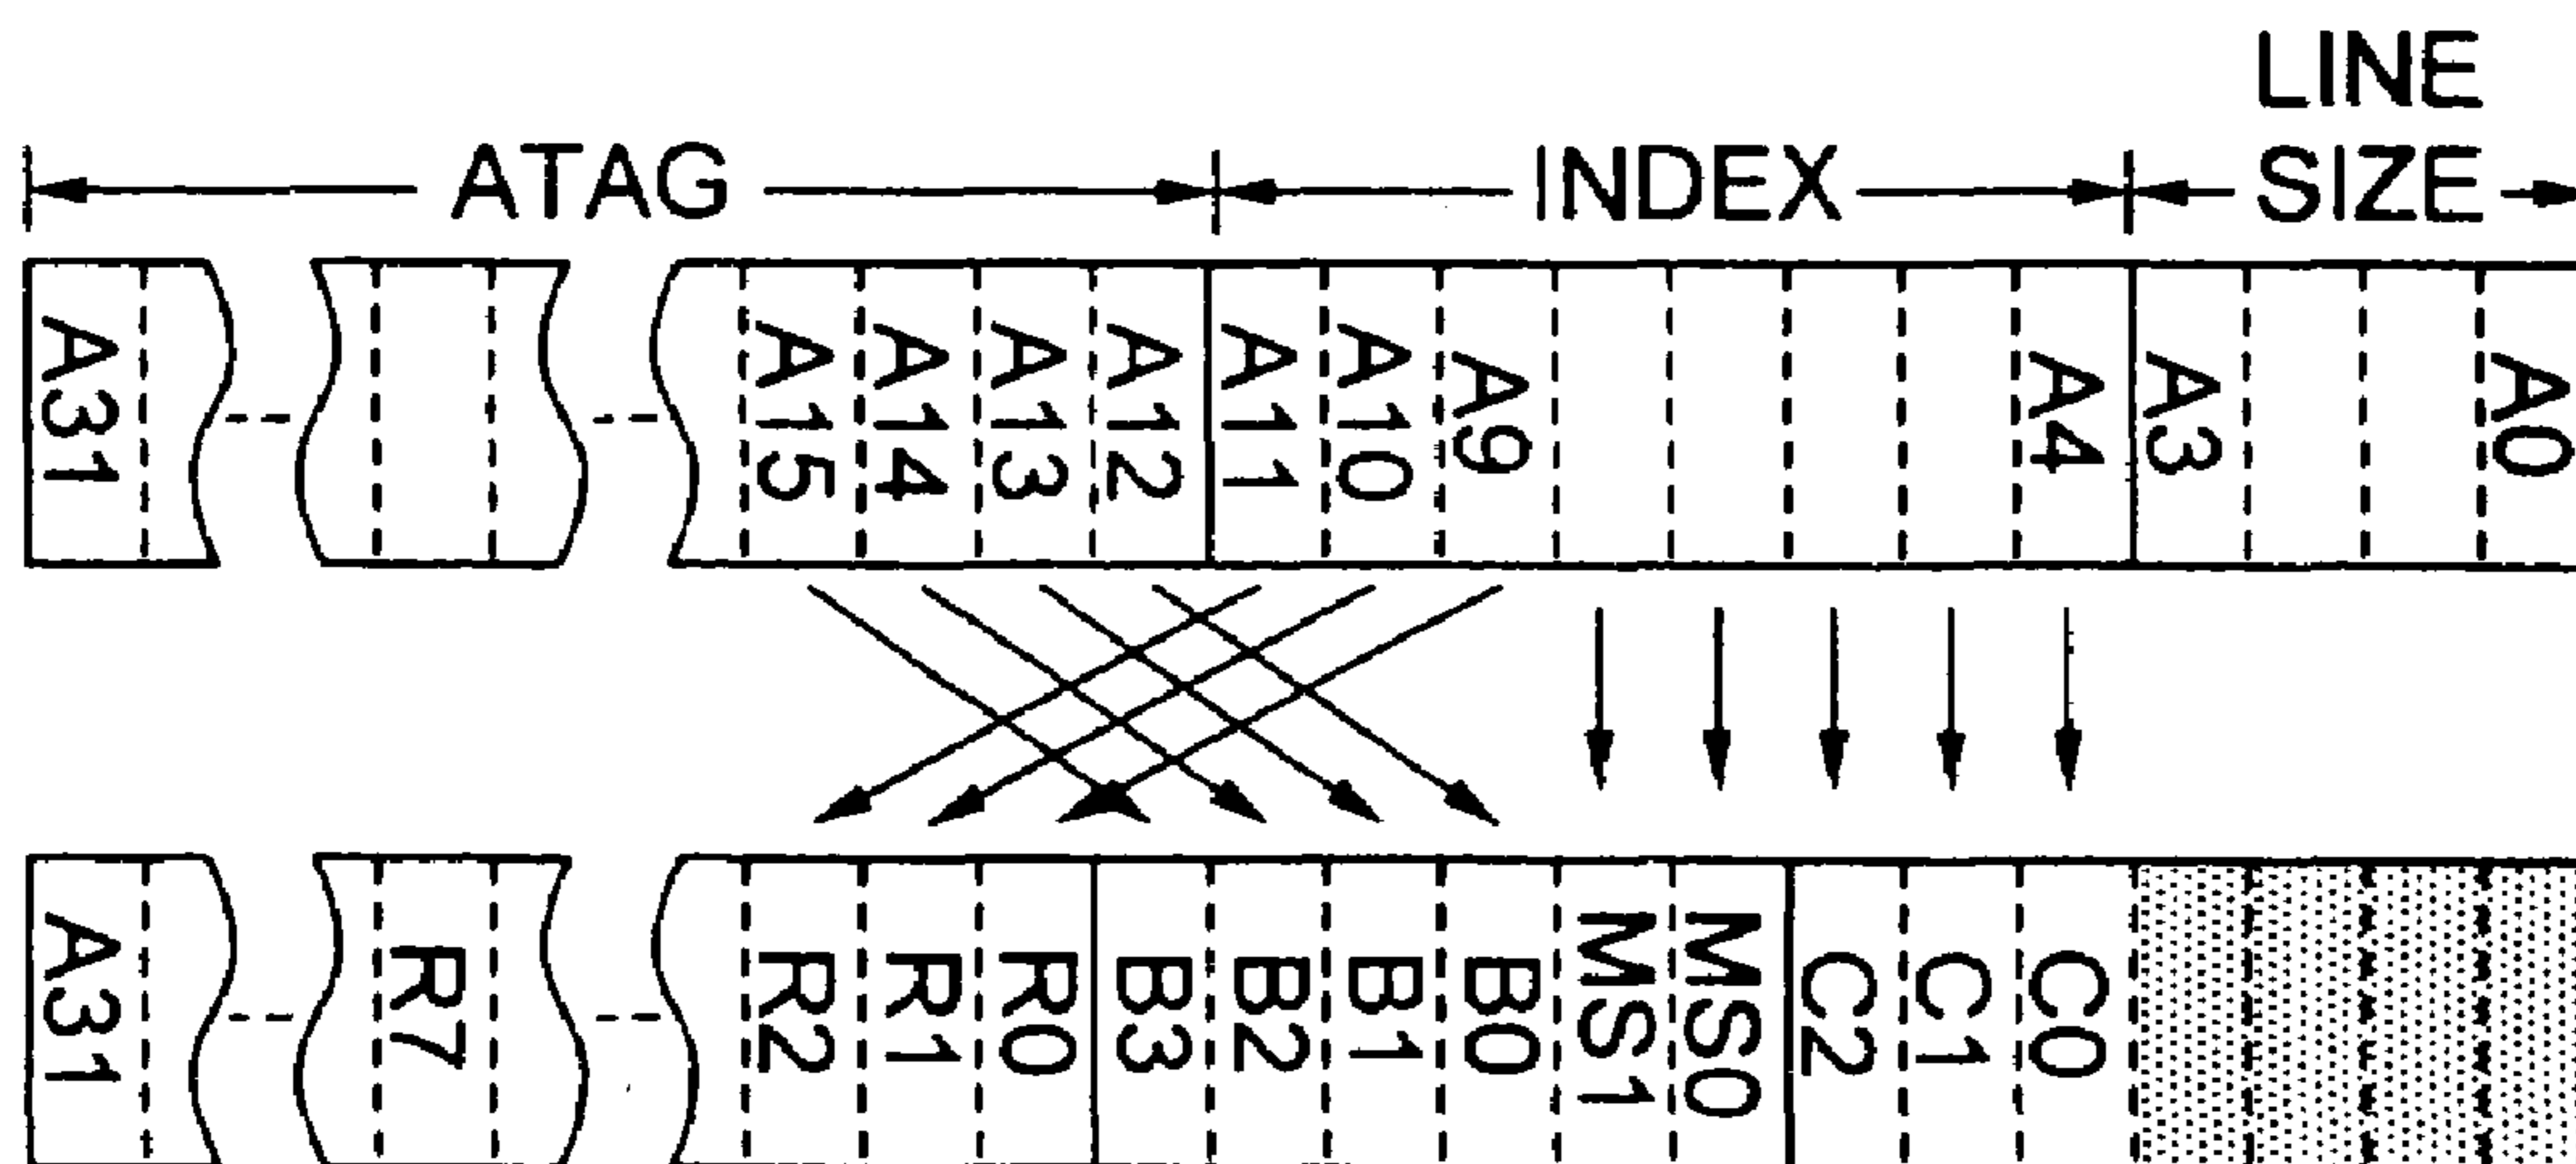 LINE
ATAG INDEX SIZE
A31 A15 A14 A13 A12 A11 A10 A9 A4 A3 A0
A31 R7 R2 R1 R0 B3 B2 B1 B0 MS1 MS0 C2 C1 C0